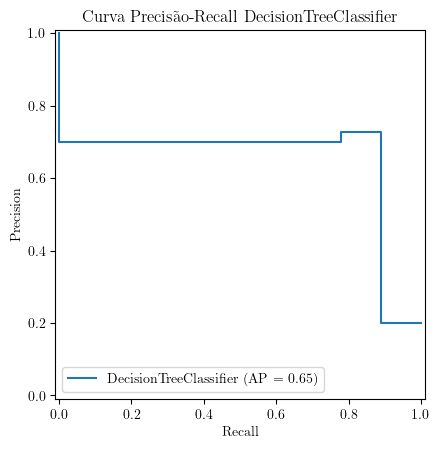 Curva Precisão-Recall DecisionTreeClassifier
1.0
0.8
0.6
0.4
0.2
0.0
Precision
DecisionTreeClassifier (AP = 0.65)
0.0 0.2 0.4 0.6 0.8 1.0
Recall